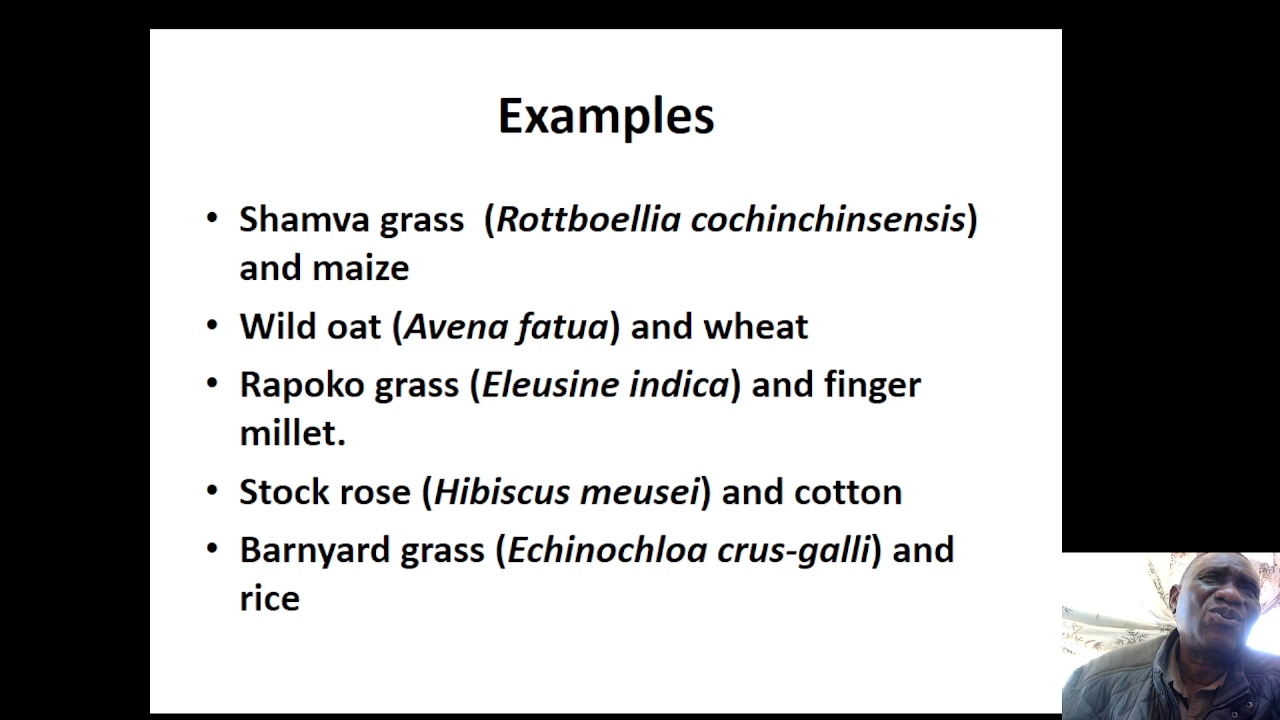 Examples
• Shamva grass (Rottboellia cochinchinsensis)
and maize
• Wild oat (Avena fatua) and wheat
• Rapoko grass (Eleusine indica) and finger
millet.
• Stock rose (Hibiscus meusei) and cotton
• Barnyard grass (Echinochloa crus-galli) and
rice